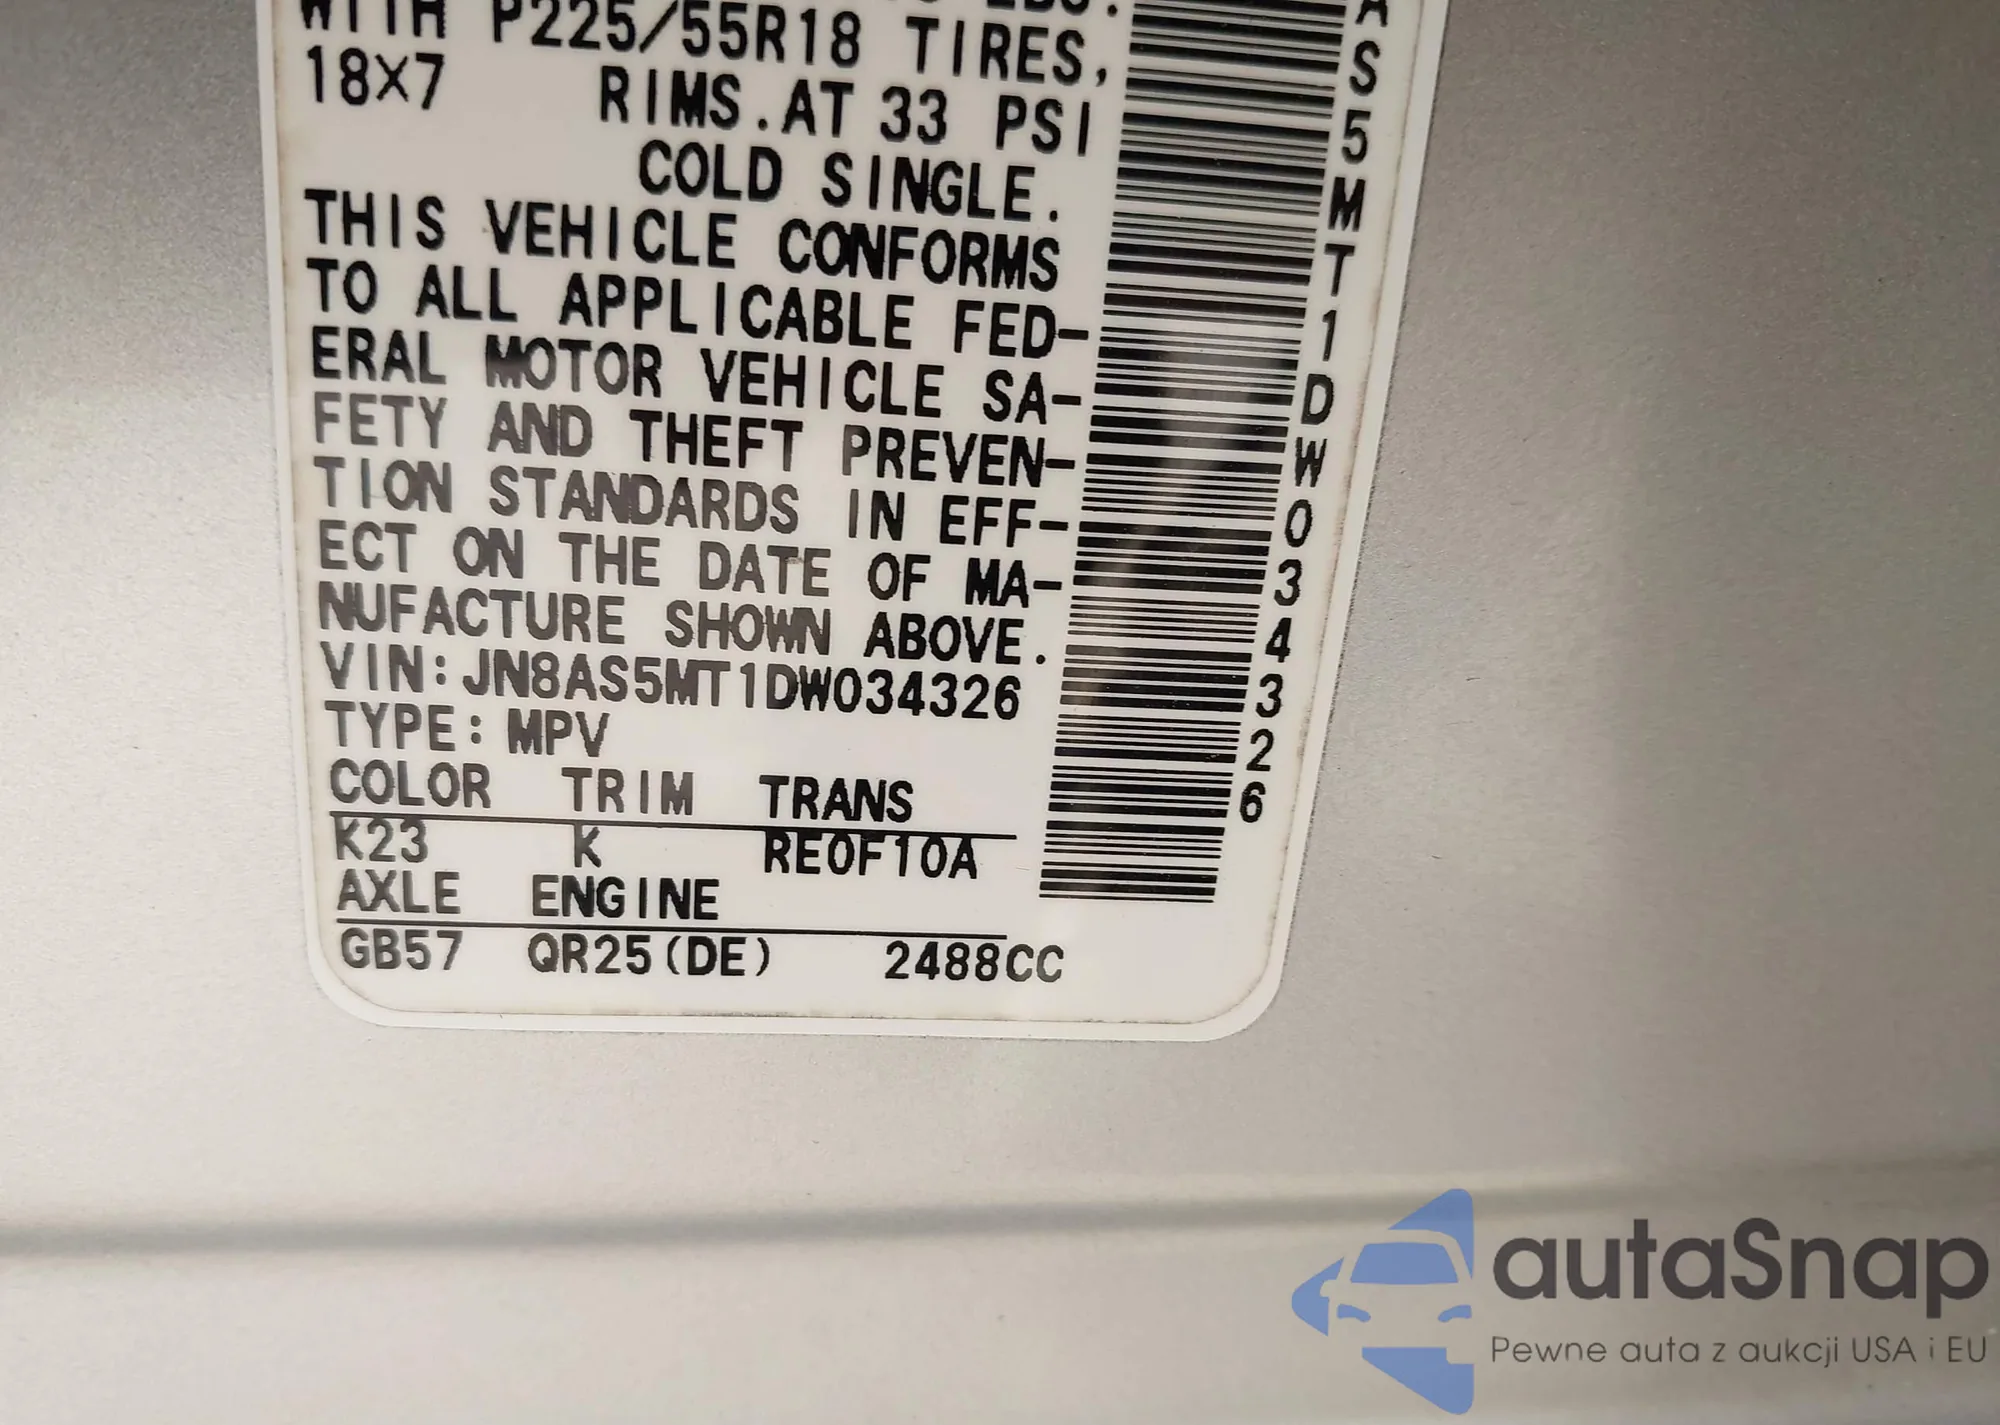 WITH P225/55R18 TIRES,
18X7 RIMS.AT 33 PSI
COLD SINGLE.
THIS VEHICLE CONFORMS
TO ALL APPLICABLE FED-
ERAL MOTOR VEHICLE SA-
FETY AND THEFT PREVEN-
TION STANDARDS IN EFF-
ECT ON THE DATE OF MA-
NUFACTURE SHOWN ABOVE.
VIN:JN8AS5MT1DW034326
TYPE:MPV
COLOR TRIM TRANS
K23 K RE0F10A
AXLE ENGINE
GB57 QR25(DE) 2488CC
AS5MT1DW034326
autaSnap
Pewne auta z aukcji USA i EU